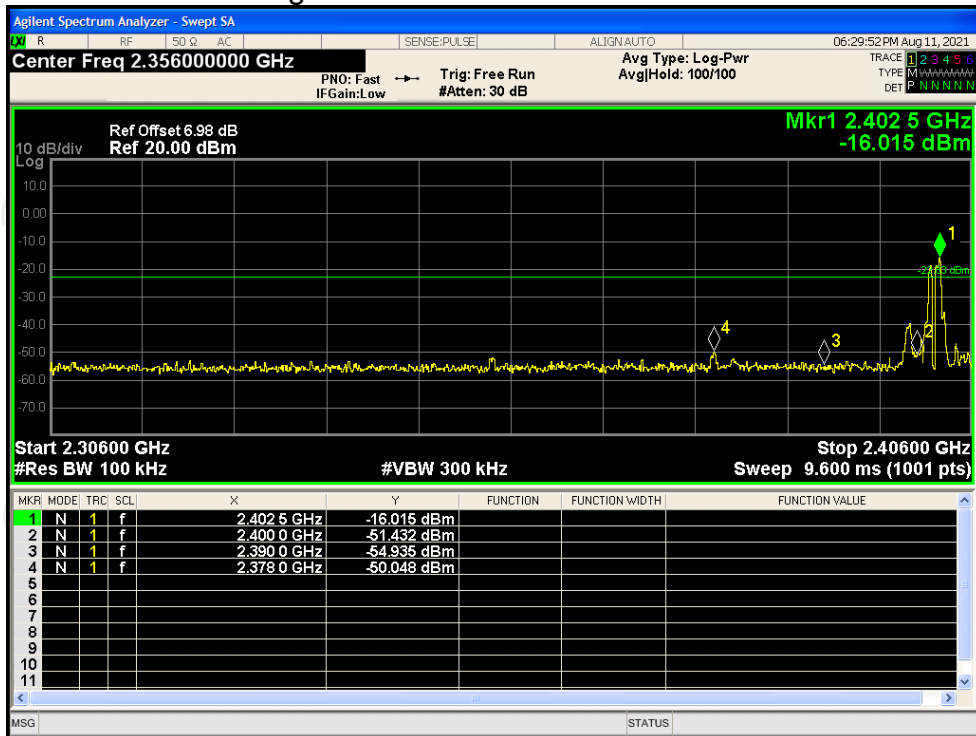 Agilent Spectrum Analyzer - Swept SA
LXI R RF 50 Ω AC SENSE:PULSE ALIGNAUTO 06:29:52 PM Aug 11, 2021
Center Freq 2.356000000 GHz
PNO: Fast
IFGain:Low
Trig: Free Run
#Atten: 30 dB
Avg Type: Log-Pwr
Avg|Hold: 100/100
TRACE 1 2 3 4 5 6
TYPE M
DET P N N N N N
Mkr1 2.402 5 GHz
-16.015 dBm
Ref Offset 6.98 dB
10 dB/div Ref 20.00 dBm
Log
10.0
0.00
-10.0
-20.0
-30.0
-40.0
-50.0
-60.0
-70.0
1
dBm
4
3
2
Start 2.30600 GHz Stop 2.40600 GHz
#Res BW 100 kHz #VBW 300 kHz Sweep 9.600 ms (1001 pts)
MKR MODE TRC SCL X Y FUNCTION FUNCTION WIDTH FUNCTION VALUE
1 N 1 f 2.402 5 GHz -16.015 dBm
2 N 1 f 2.400 0 GHz -51.432 dBm
3 N 1 f 2.390 0 GHz -54.935 dBm
4 N 1 f 2.378 0 GHz -50.048 dBm
5
6
7
8
9
10
11
MSG STATUS